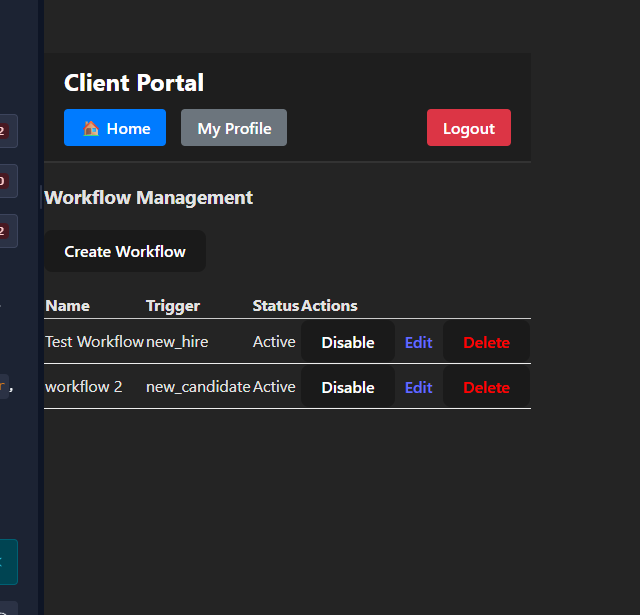 Client Portal
🏠 Home My Profile Logout
Workflow Management
Create Workflow
Name Trigger Status Actions
Test Workflow new_hire Active Disable Edit Delete
workflow 2 new_candidate Active Disable Edit Delete